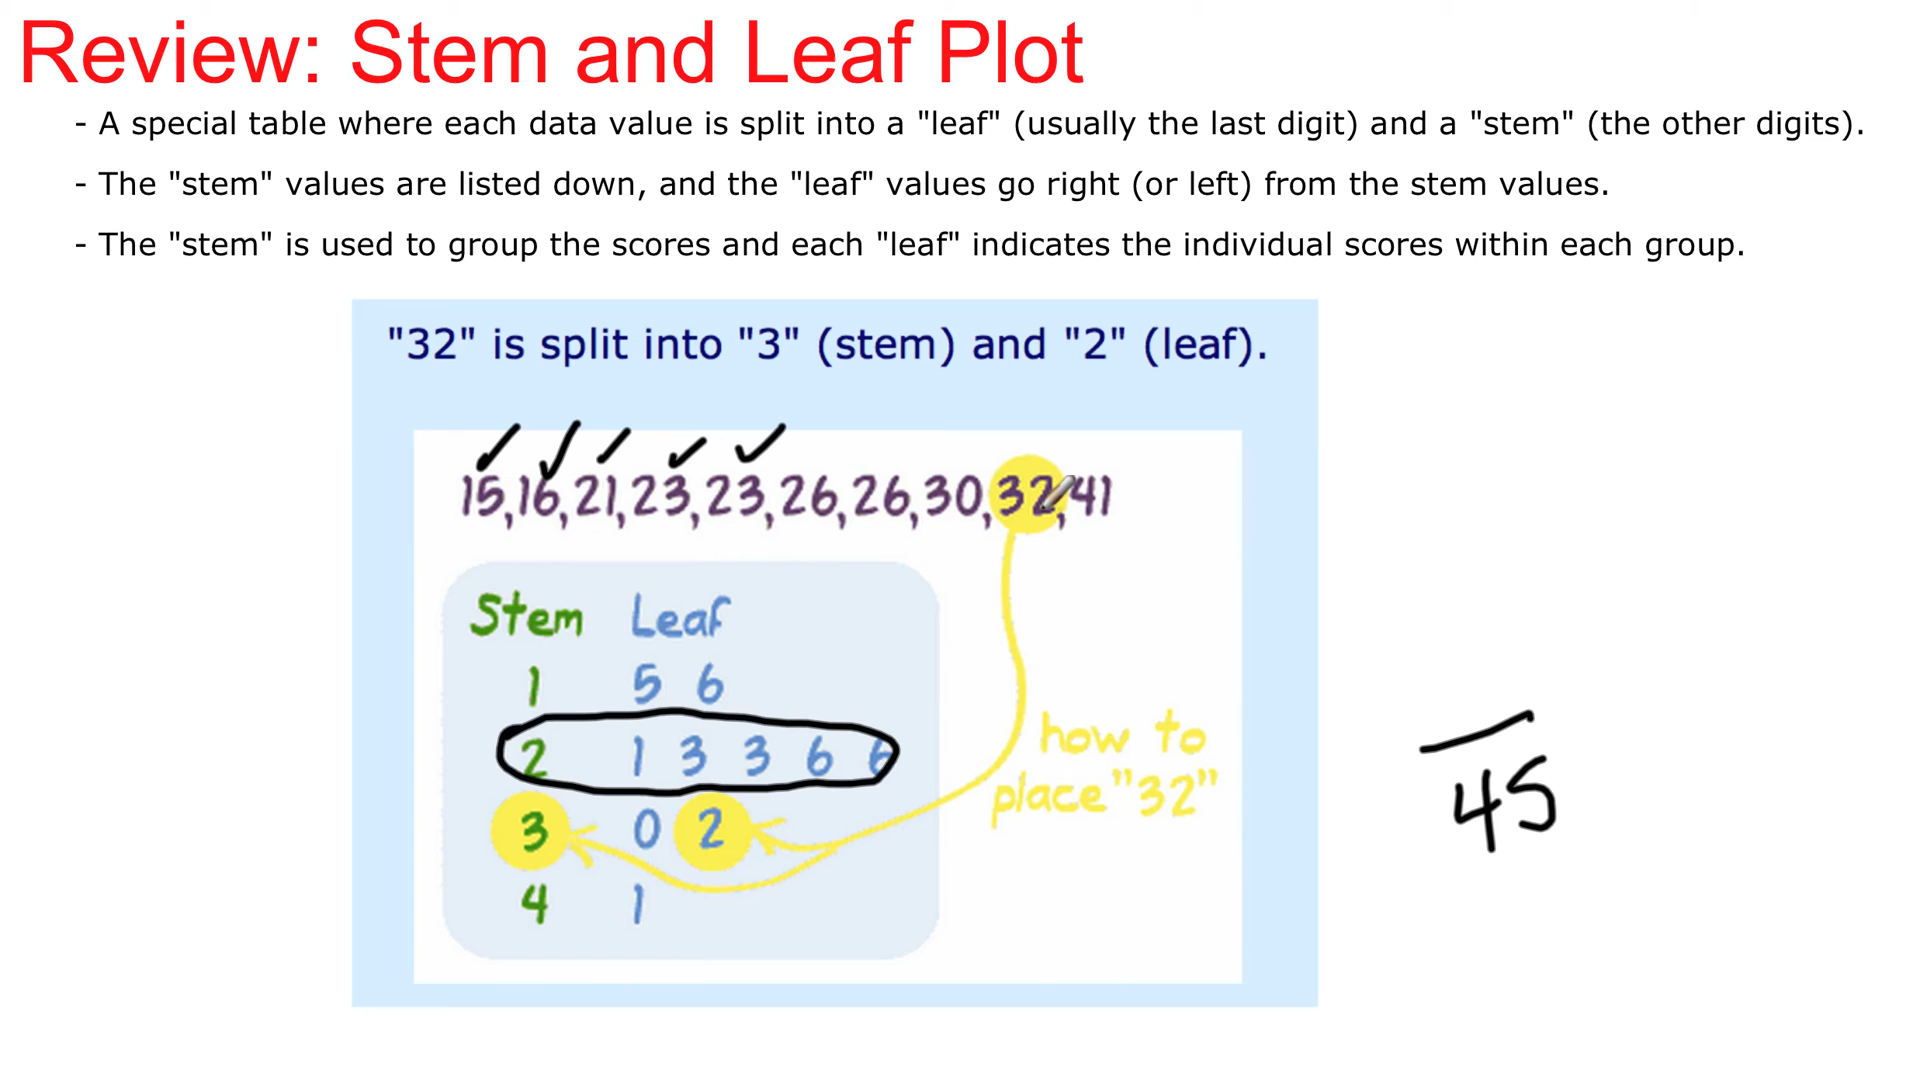 Review: Stem and Leaf Plot
- A special table where each data value is split into a "leaf" (usually the last digit) and a "stem" (the other digits).
- The "stem" values are listed down, and the "leaf" values go right (or left) from the stem values.
- The "stem" is used to group the scores and each "leaf" indicates the individual scores within each group.
"32" is split into "3" (stem) and "2" (leaf).
15,16,21,23,23,26,26,30,32,41
Stem Leaf
1 5 6
2 1 3 3 6 6
3 0 2
4 1
how to
place "32"
45